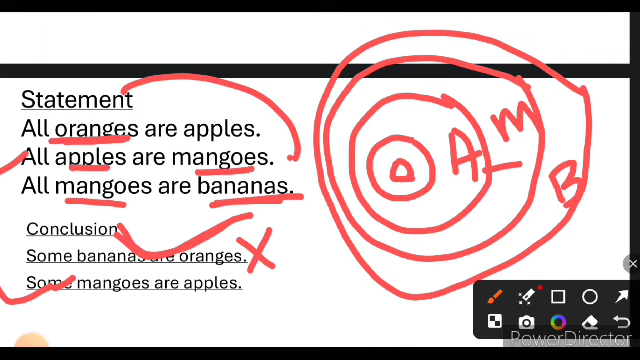 Statement
All oranges are apples.
All apples are mangoes.
All mangoes are bananas.
Conclusion
Some bananas are oranges.
Some mangoes are apples.
X
A
m
B
PowerDirector